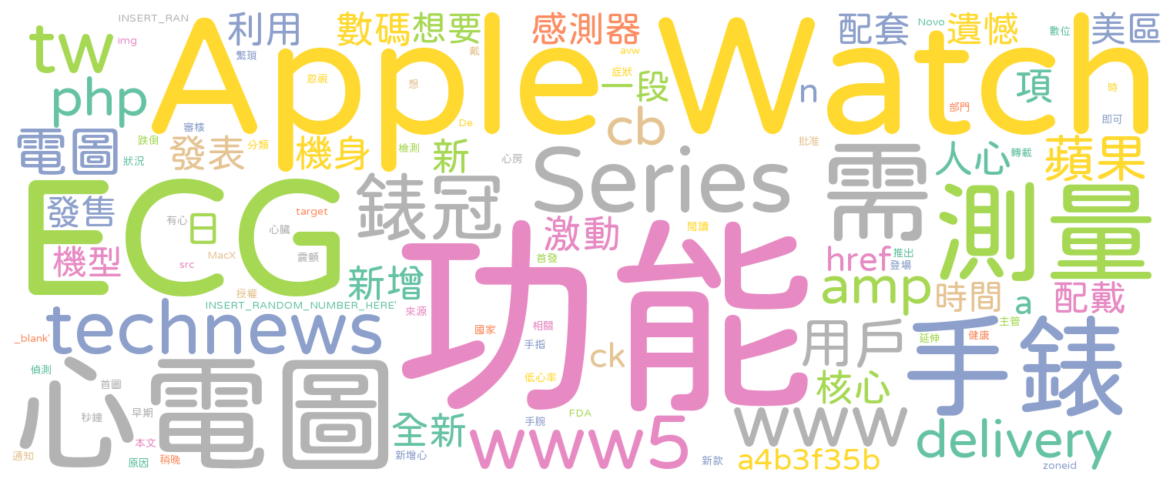 INSERT_RAN
tw
img
利用
數碼
想要
感測器
配套
Novo
遺憾
數位
美區
Apple Watch
繁瑣
戴
avw
忽視
症狀
一段
項
時
php
想
n
部門
即可
電圖
審核
跌倒
De
cb
批准
狀況
發表
分類
機身
檢測
新
心房
Series
需
人心
轉載
蘋果
ECG
錶冠
測量
發售
有心
日
target
心臟
激動
閱讀
機型
src
MacX
震顫
首發
href
推出
登場
新增
授權
amp
時間
a
配戴
INSERT_RANDOM_NUMBER_HERE'
來源
功能
technews
_blank'
國家
相關
手指
ck
用戶
主管
延伸
健康
手錶
偵測
首圖
低心率
核心
心電圖
秒鐘
早期
FDA
手腕
全新
www
本文
www5
delivery
通知
原因
稍晚
新增心
新款
a4b3f35b
zoneid